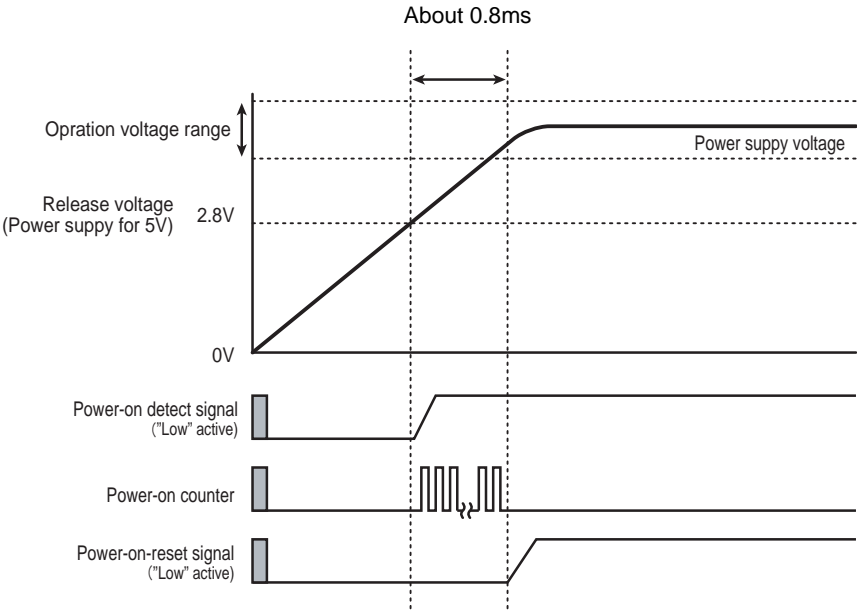 About 0.8ms
Opration voltage range
Power suppy voltage
Release voltage
(Power suppy for 5V)
2.8V
0V
Power-on detect signal
("Low" active)
Power-on counter
Power-on-reset signal
("Low" active)